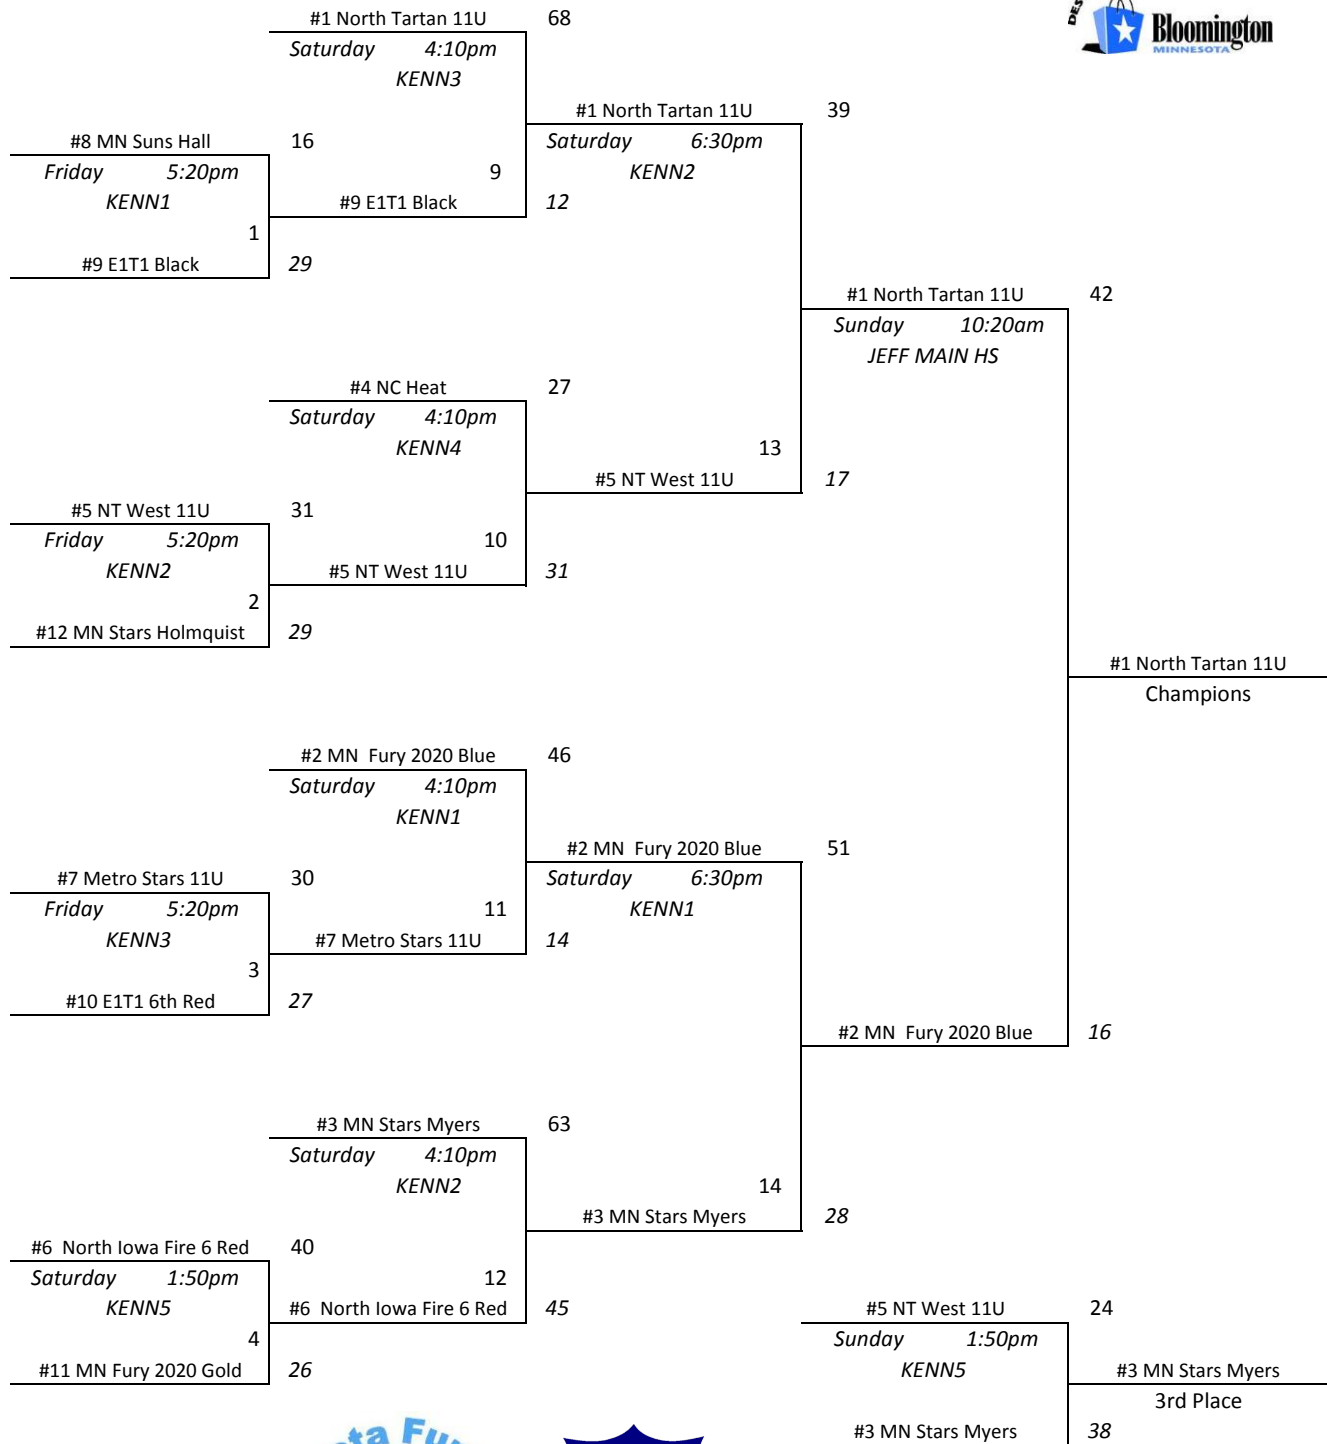 #1 North Tartan 11U 68
DES
Bloomington
MINNESOTA
Saturday 4:10pm
KENN3
#1 North Tartan 11U 39
#8 MN Suns Hall 16
Saturday 6:30pm
Friday 5:20pm
9
KENN2
KENN1
#9 E1T1 Black 12
1
#9 E1T1 Black 29
#1 North Tartan 11U 42
Sunday 10:20am
JEFF MAIN HS
#4 NC Heat 27
Saturday 4:10pm
KENN4
13
#5 NT West 11U 17
#5 NT West 11U 31
Friday 5:20pm
10
KENN2
#5 NT West 11U 31
2
#12 MN Stars Holmquist 29
#1 North Tartan 11U
Champions
#2 MN Fury 2020 Blue 46
Saturday 4:10pm
KENN1
#2 MN Fury 2020 Blue 51
#7 Metro Stars 11U 30
Saturday 6:30pm
Friday 5:20pm
11
KENN1
KENN3
#7 Metro Stars 11U 14
3
#10 E1T1 6th Red 27
#2 MN Fury 2020 Blue 16
#3 MN Stars Myers 63
Saturday 4:10pm
KENN2
14
#3 MN Stars Myers 28
#6 North Iowa Fire 6 Red 40
Saturday 1:50pm
12
KENN5
#6 North Iowa Fire 6 Red 45
#5 NT West 11U 24
4
Sunday 1:50pm
#11 MN Fury 2020 Gold 26
KENN5
#3 MN Stars Myers
3rd Place
#3 MN Stars Myers 38